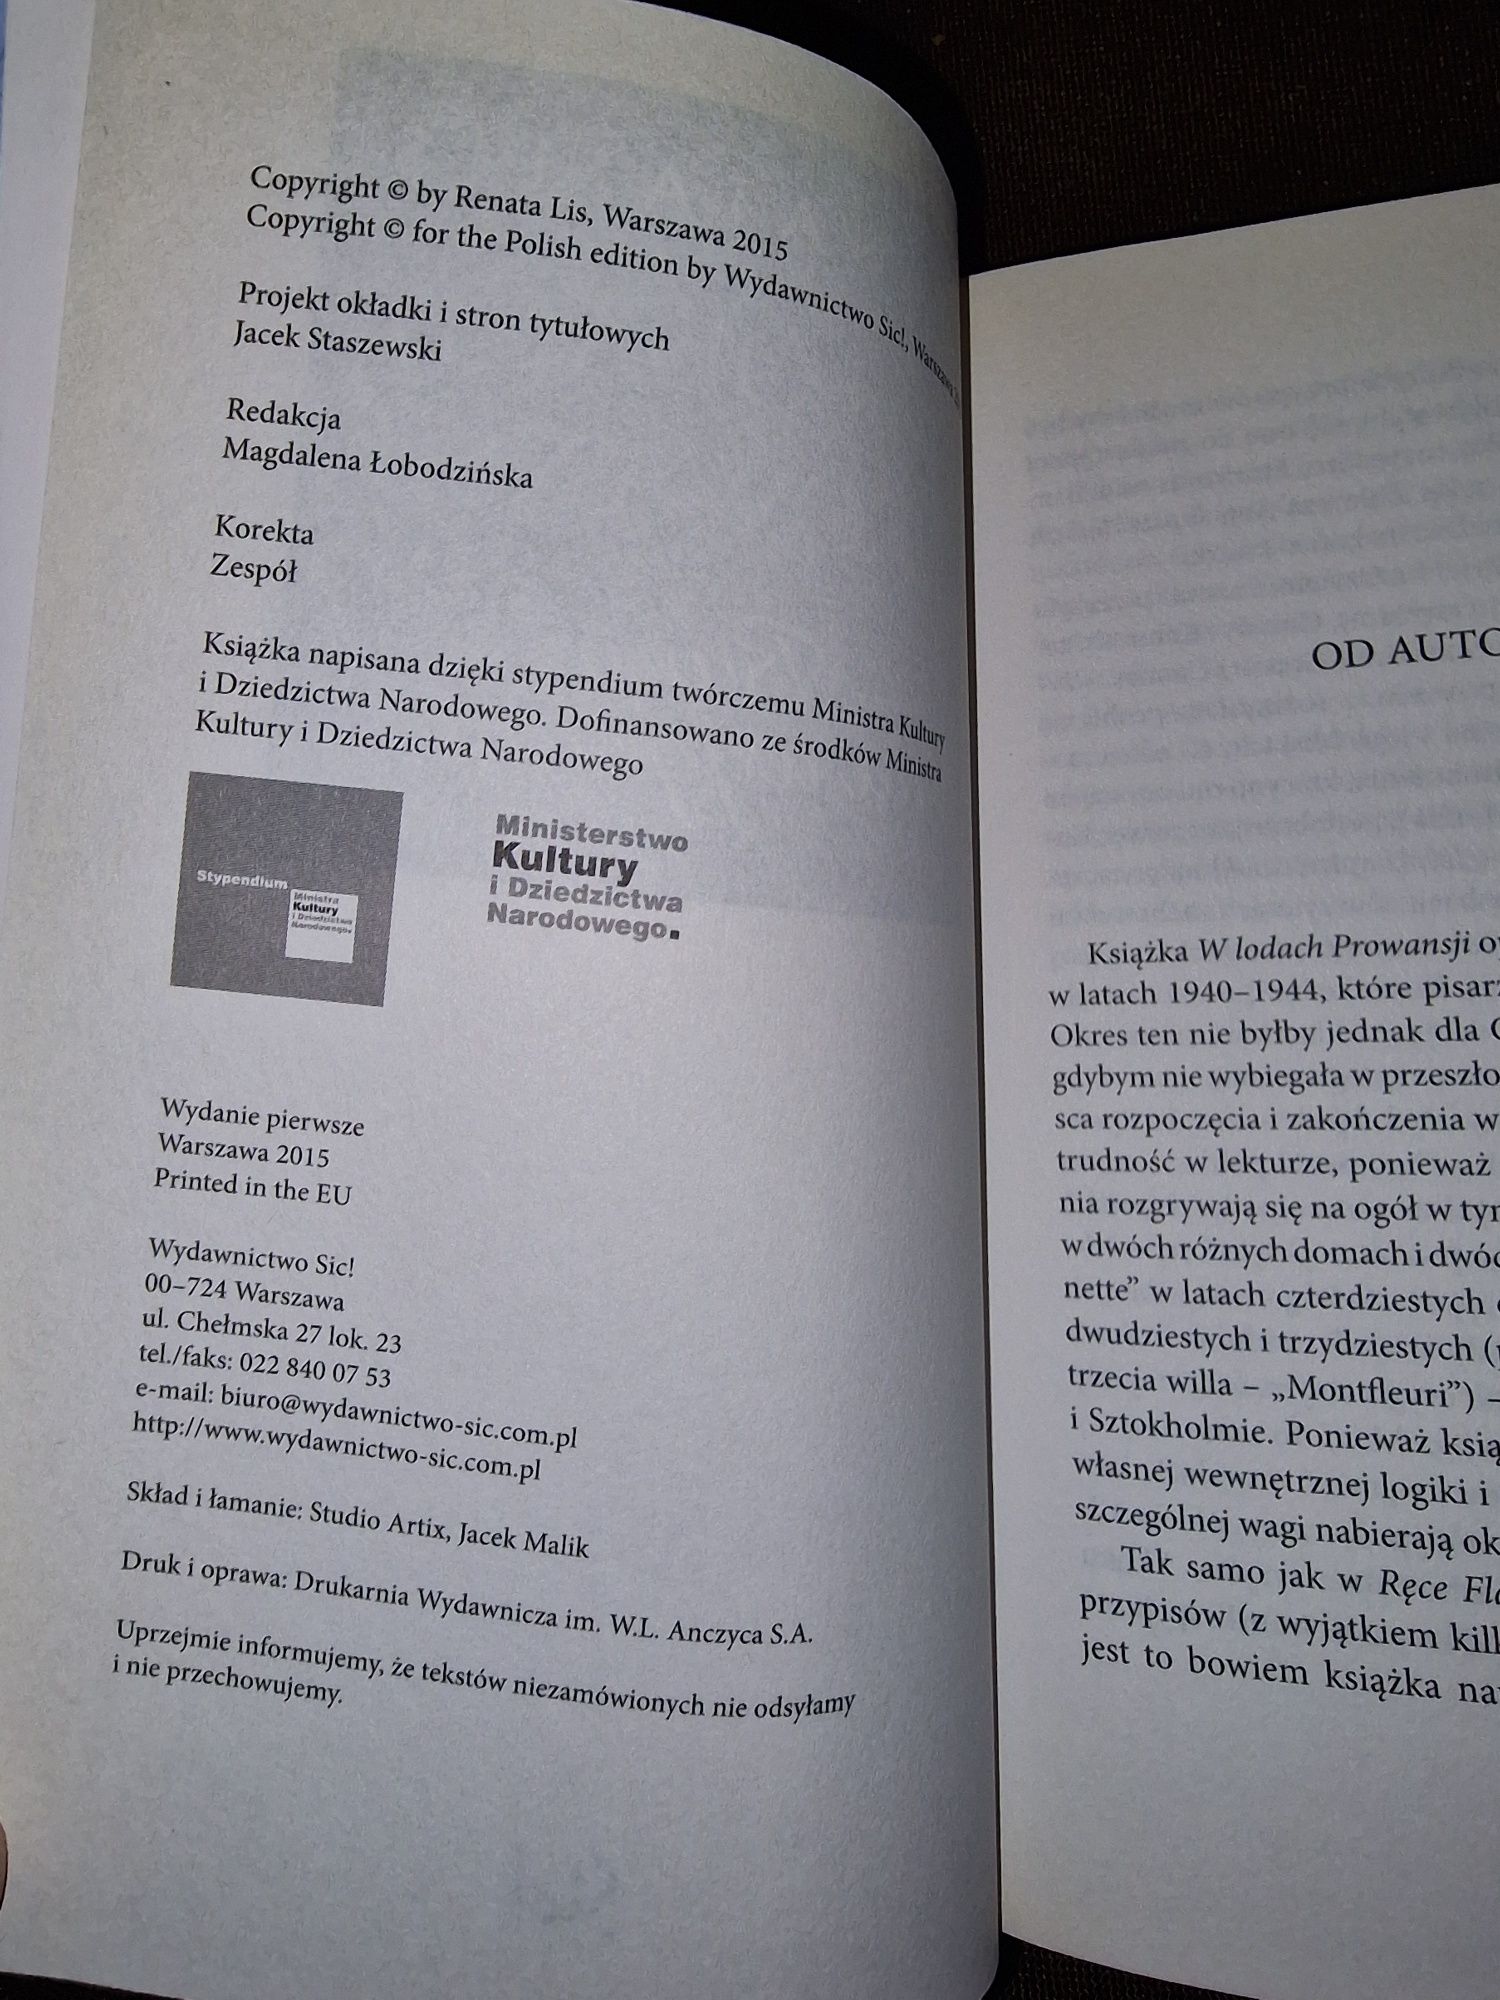 Copyright © by Renata Lis, Warszawa 2015
Copyright © for the Polish edition by Wydawnictwo Sic!, Warszawa
Projekt okładki i stron tytułowych
Jacek Staszewski
Redakcja
Magdalena Łobodzińska
Korekta
Zespół
Książka napisana dzięki stypendium twórczemu Ministra Kultury
i Dziedzictwa Narodowego. Dofinansowano ze środków Ministra
Kultury i Dziedzictwa Narodowego
Stypendium
Ministra
Kultury
i Dziedzictwa
Narodowego.
Ministerstwo
Kultury
i Dziedzictwa
Narodowego.
Wydanie pierwsze
Warszawa 2015
Printed in the EU
Wydawnictwo Sic!
00–724 Warszawa
ul. Chełmska 27 lok. 23
tel./faks: 022 840 07 53
e-mail: biuro@wydawnictwo-sic.com.pl
http://www.wydawnictwo-sic.com.pl
Skład i łamanie: Studio Artix, Jacek Malik
Druk i oprawa: Drukarnia Wydawnicza im. W.L. Anczyca S.A.
Uprzejmie informujemy, że tekstów niezamówionych nie odsyłamy
i nie przechowujemy.
OD AUTO
Książka W lodach Prowansji
w latach 1940–1944, które pisarz
Okres ten nie byłby jednak dla
gdybym nie wybiegała w przeszło
sca rozpoczęcia i zakończenia w
trudność w lekturze, ponieważ
nia rozgrywają się na ogół w tym
w dwóch różnych domach i dwóc
nette” w latach czterdziestych
dwudziestych i trzydziestych (
trzecia willa – „Montfleuri”) –
i Sztokholmie. Ponieważ ksią
własnej wewnętrznej logiki i
szczególnej wagi nabierają ok
Tak samo jak w Ręce Fl
przypisów (z wyjątkiem kil
jest to bowiem książka na